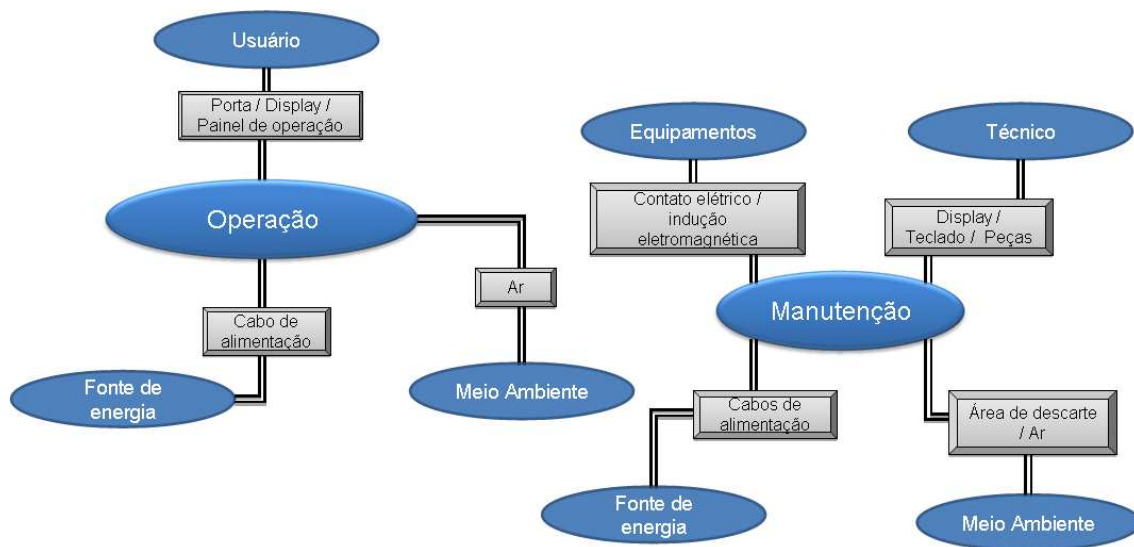 Usuário
Porta / Display /
Painel de operação
Operação
Ar
Cabo de
alimentação
Fonte de
energia
Meio Ambiente
Equipamentos
Técnico
Contato elétrico /
indução
eletromagnética
Display /
Teclado / Peças
Manutenção
Cabos de
alimentação
Área de descarte
/ Ar
Fonte de
energia
Meio Ambiente